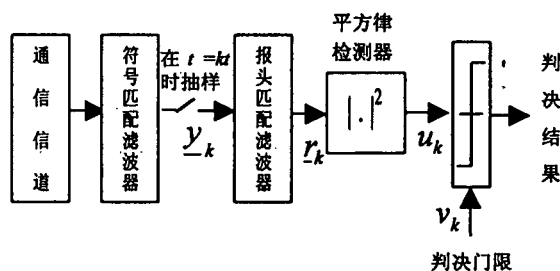 通信信道
符号匹配滤波器
在 t =kt
时抽样
y_k
报头匹配滤波器
r_k
平方律
检测器
|·|²
u_k
v_k
判决门限
判决结果